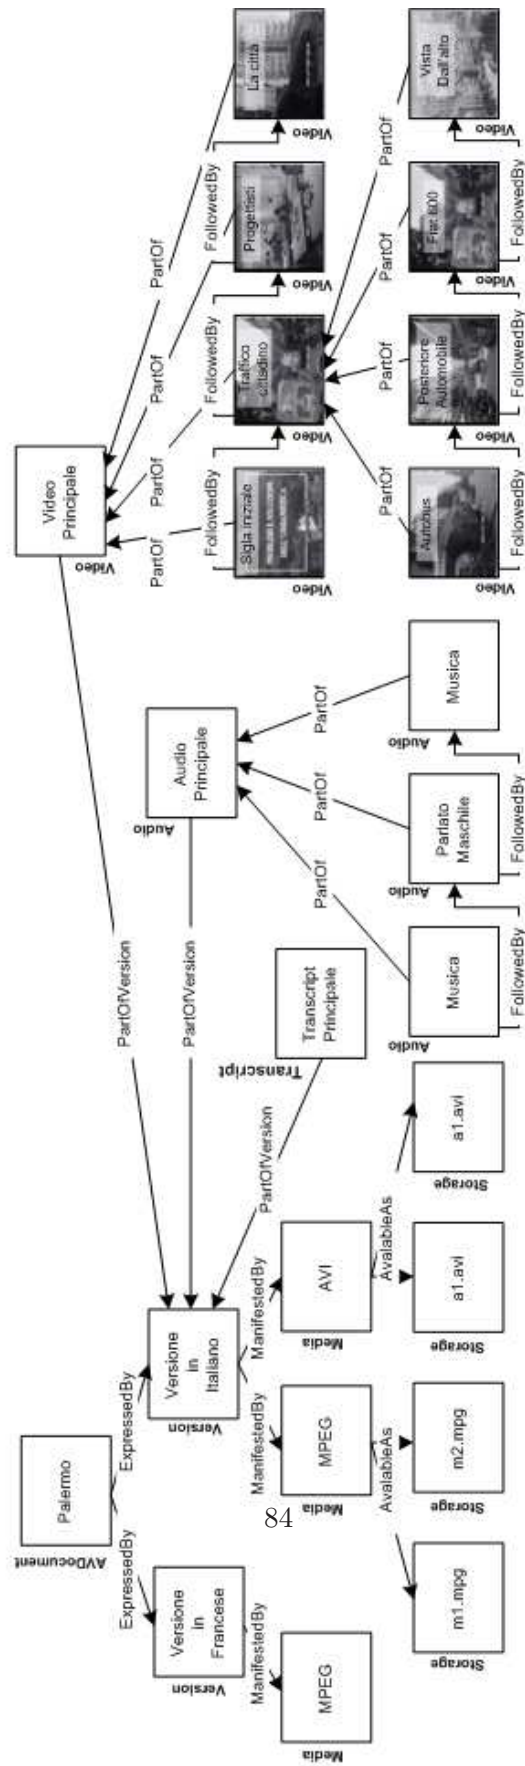 Palermo
AVDocument
ExpressedBy
ExpressedBy
Versione
in
Francese
Version
Versione
in
Italiano
Version
PartOfVersion
PartOfVersion
PartOfVersion
ManifestedBy
ManifestedBy
ManifestedBy
MPEG
Media
MPEG
Media
AVI
Media
AvalableAs
AvalableAs
m1.mpg
Storage
m2.mpg
Storage
a1.avi
Storage
a1.avi
Storage
Transcript
Principale
Transcript
Audio
Principale
Audio
PartOf
PartOf
PartOf
Musica
Audio
Parlato
Maschile
Audio
Musica
Audio
FollowedBy
FollowedBy
Video
Principale
Video
PartOf
PartOf
PartOf
PartOf
Sigla iniziale
Video
Traffico
cittadino
Video
Progettisti
Video
La città
Video
FollowedBy
FollowedBy
FollowedBy
PartOf
PartOf
PartOf
PartOf
Autobus
Video
Posteriore
Automobile
Video
Fiat 600
Video
Vista
Dall'alto
Video
FollowedBy
FollowedBy
FollowedBy
84